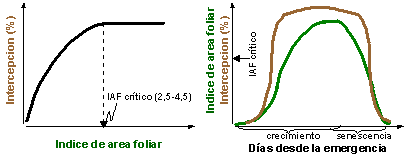 Intercepcion (%)
IAF crítico (2,5-4,5)
Indice de area foliar
Indice de area foliar
Intercepcion (%)
IAF crítico
crecimiento
senescencia
Días desde la emergencia